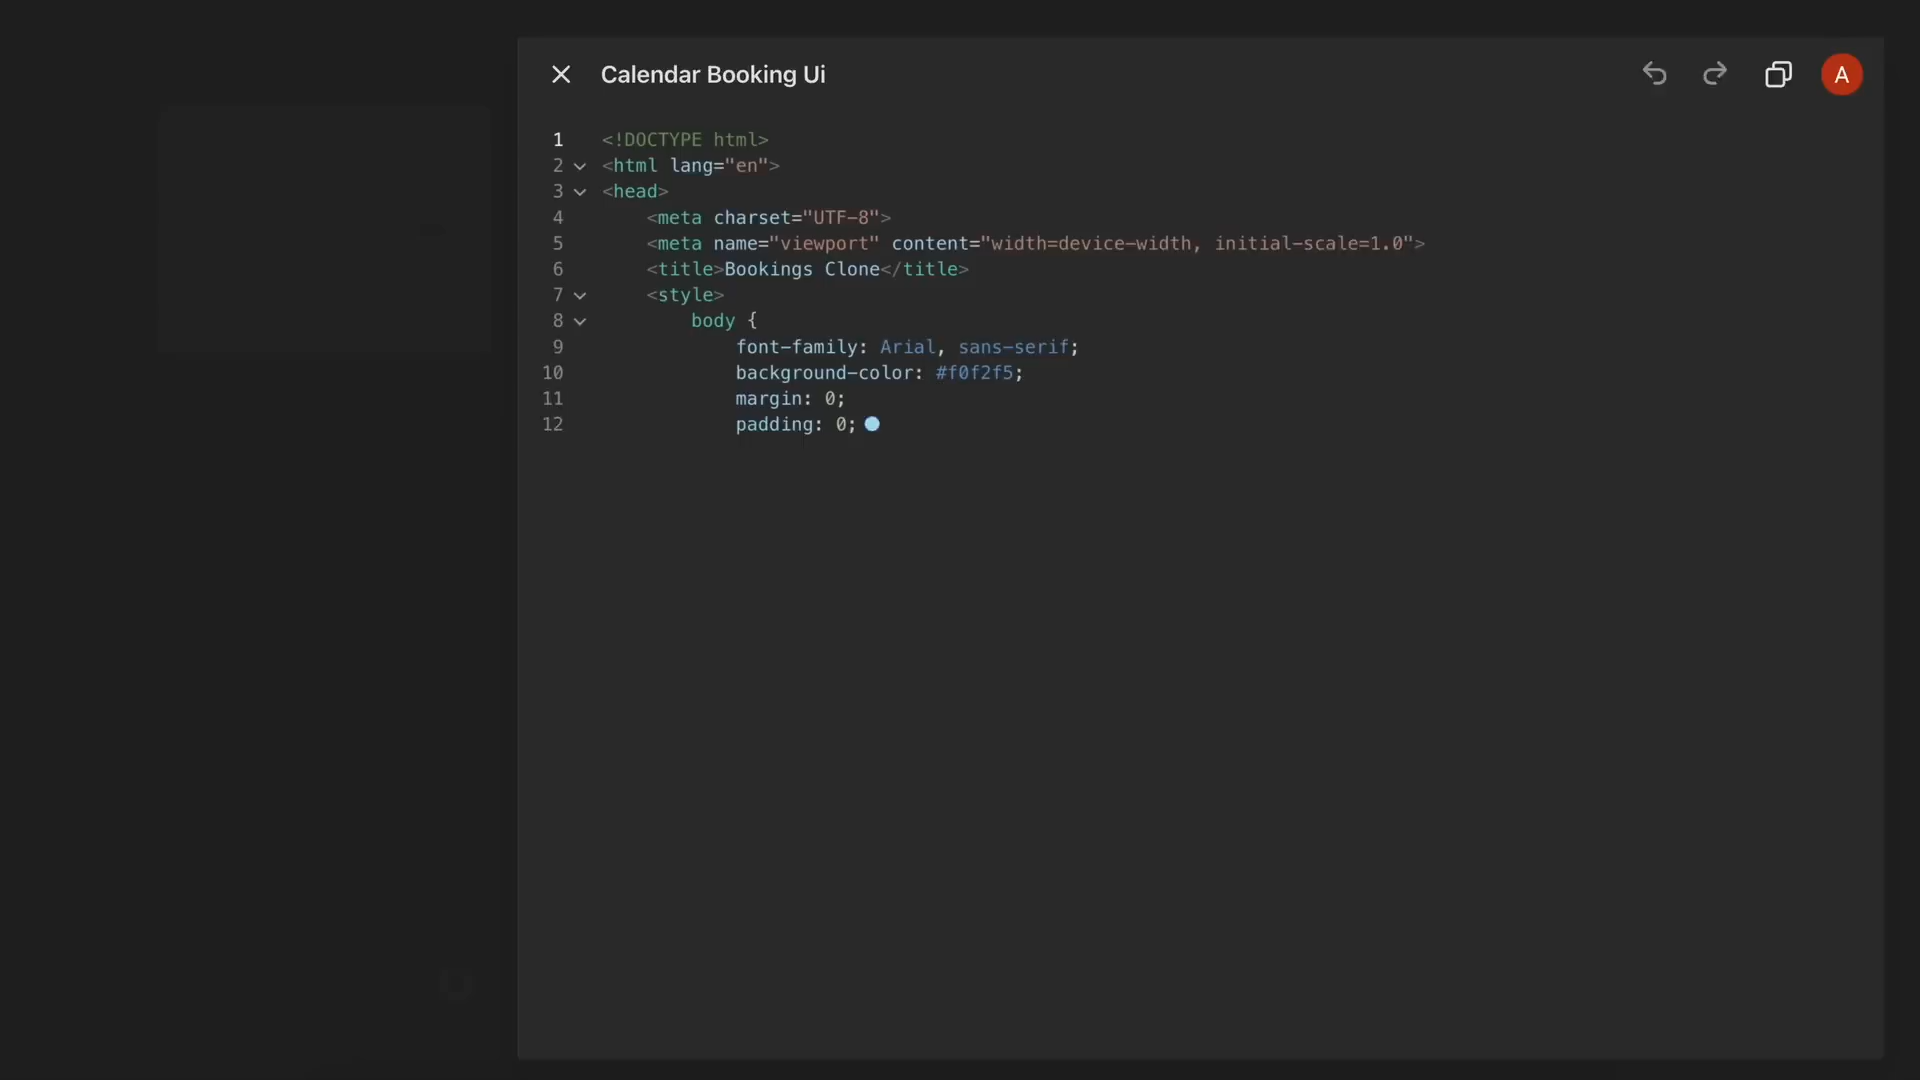 Calendar Booking Ui
A
1 <!DOCTYPE html>
2 <html lang="en">
3 <head>
4 <meta charset="UTF-8">
5 <meta name="viewport" content="width=device-width, initial-scale=1.0">
6 <title>Bookings Clone</title>
7 <style>
8 body {
9 font-family: Arial, sans-serif;
10 background-color: #f0f2f5;
11 margin: 0;
12 padding: 0;